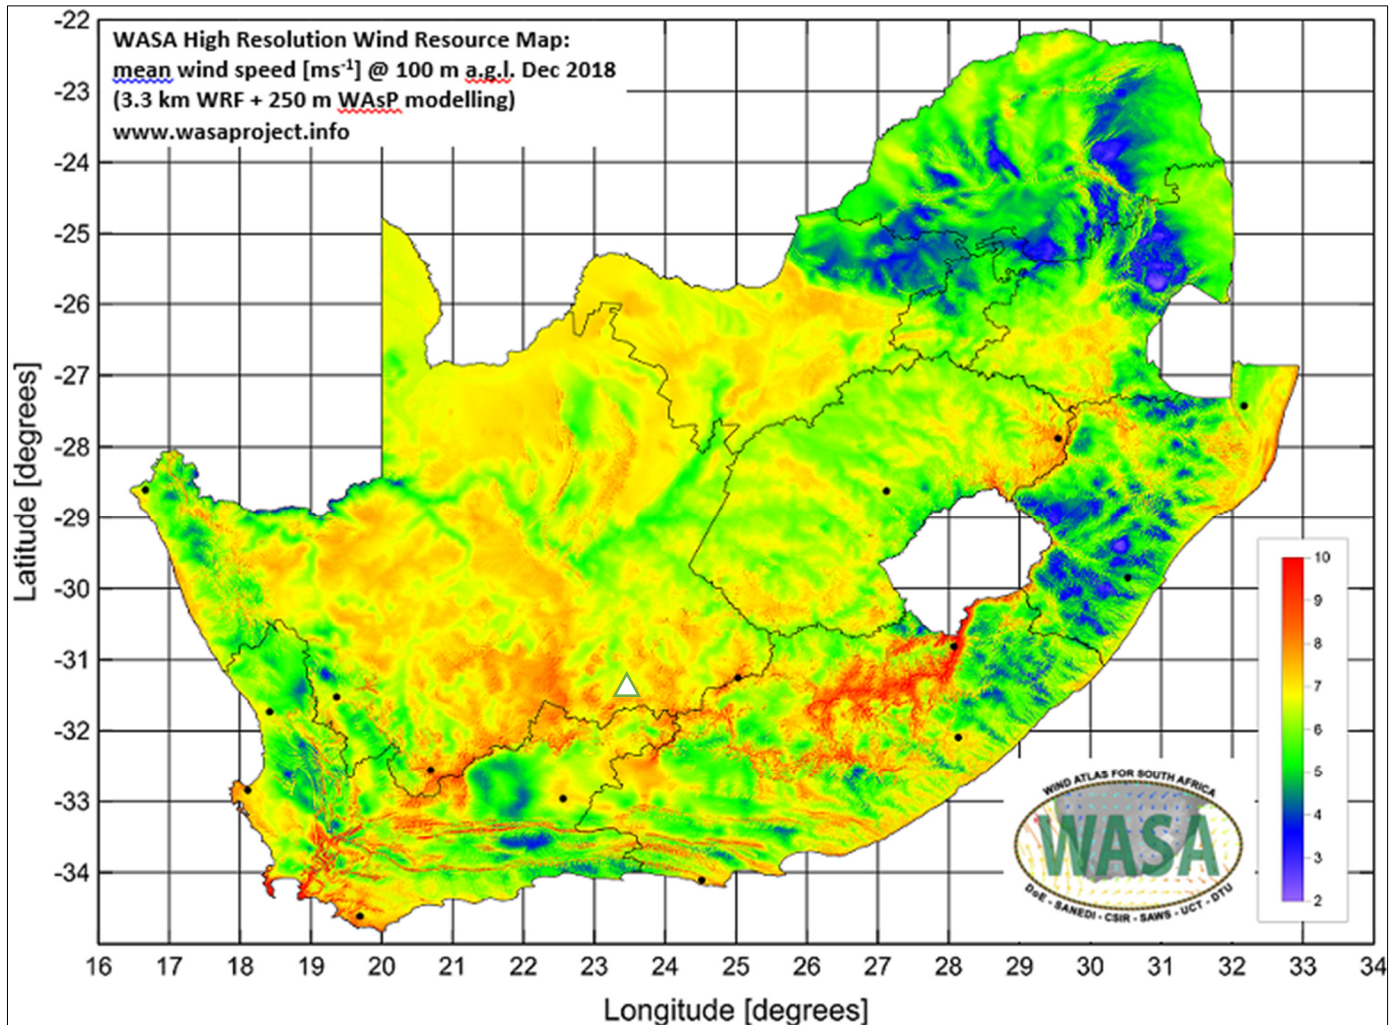 WASA High Resolution Wind Resource Map:
mean wind speed [ms-1] @ 100 m a.g.l. Dec 2018
(3.3 km WRF + 250 m WAsP modelling)
www.wasaproject.info
-22
-23
-24
-25
-26
-27
-28
-29
-30
-31
-32
-33
-34
Latitude [degrees]
10
9
8
7
6
5
4
3
2
WIND ATLAS FOR SOUTH AFRICA
WASA
DoE - SANEDI - CSIR - SAWS - UCT - DTU
16 17 18 19 20 21 22 23 24 25 26 27 28 29 30 31 32 33 34
Longitude [degrees]